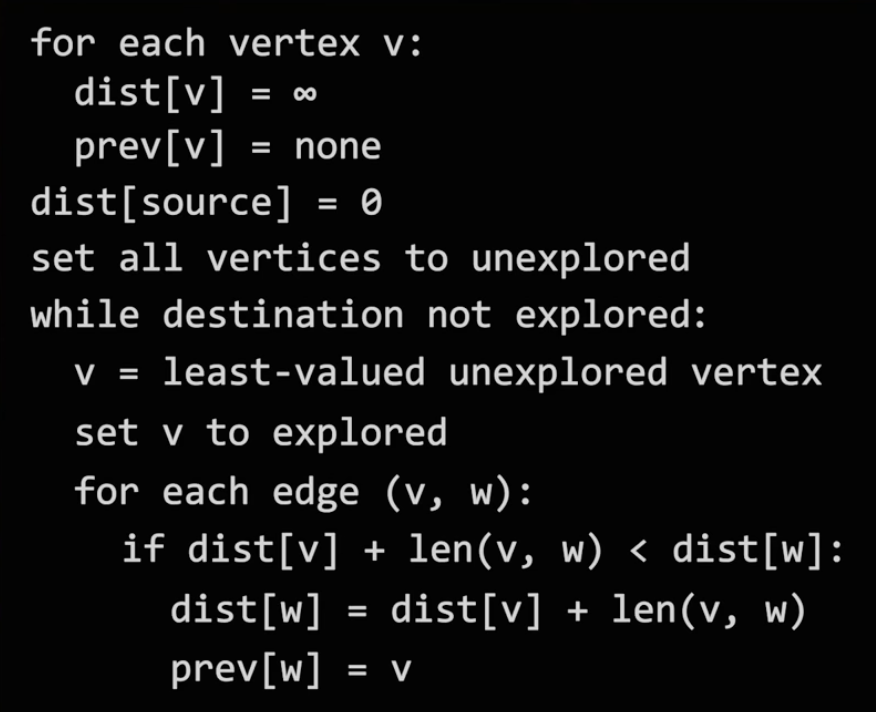 for each vertex v:
  dist[v] = ∞
  prev[v] = none
dist[source] = 0
set all vertices to unexplored
while destination not explored:
  v = least-valued unexplored vertex
  set v to explored
  for each edge (v, w):
    if dist[v] + len(v, w) < dist[w]:
      dist[w] = dist[v] + len(v, w)
      prev[w] = v